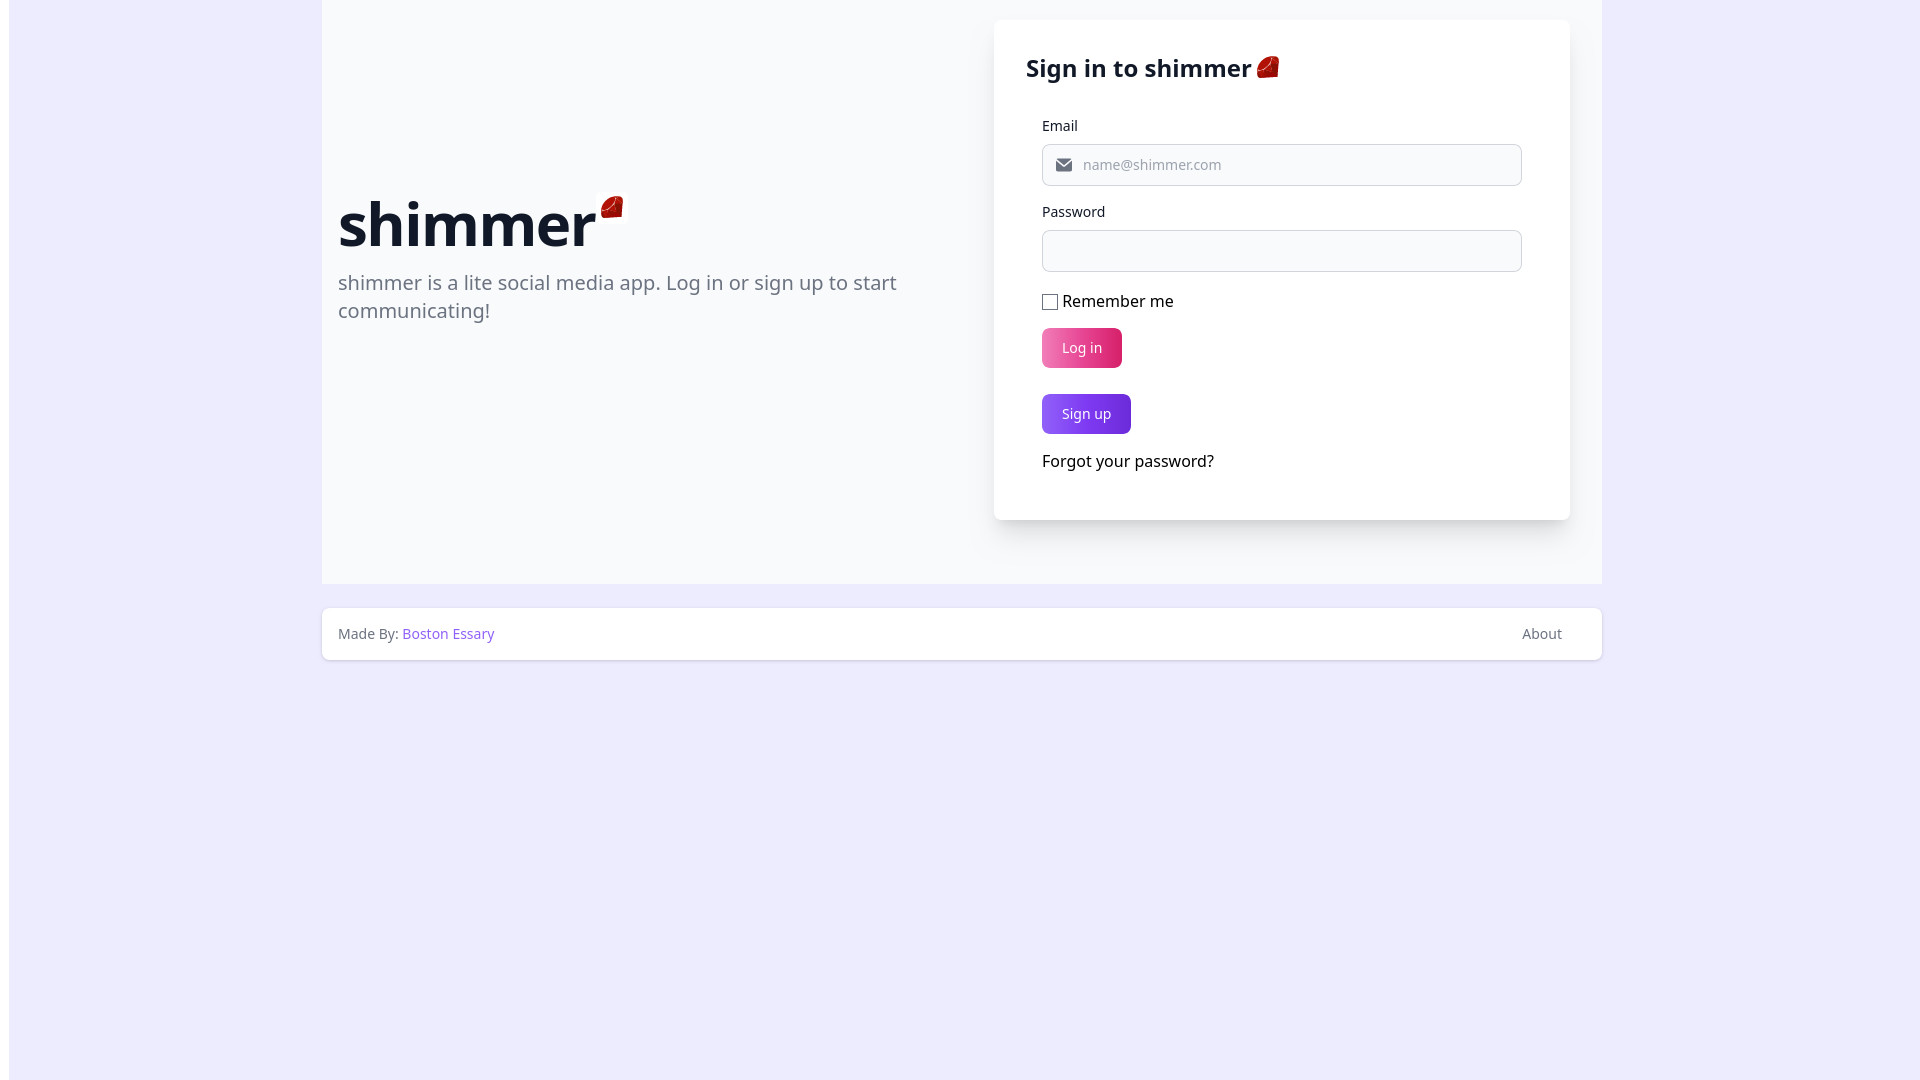 shimmer
shimmer is a lite social media app. Log in or sign up to start
communicating!
Sign in to shimmer
Email
name@shimmer.com
Password
Remember me
Log in
Sign up
Forgot your password?
Made By: Boston Essary
About